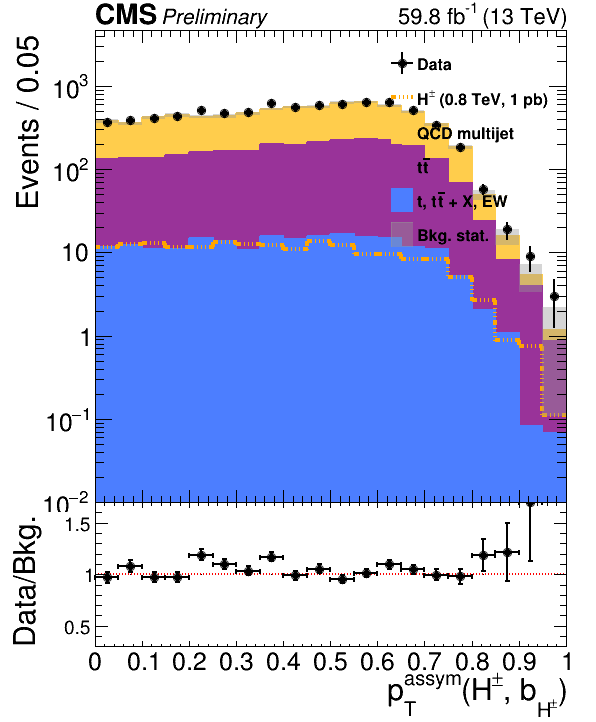 CMS Preliminary 59.8 fb⁻¹ (13 TeV)
Events / 0.05
10³
10²
10
1
10⁻¹
10⁻²
Data
H± (0.8 TeV, 1 pb)
QCD multijet
tt̄
t, tt̄ + X, EW
Bkg. stat.
Data/Bkg.
1.5
1
0.5
0 0.1 0.2 0.3 0.4 0.5 0.6 0.7 0.8 0.9 1
p_T^assym(H±, b_H±)